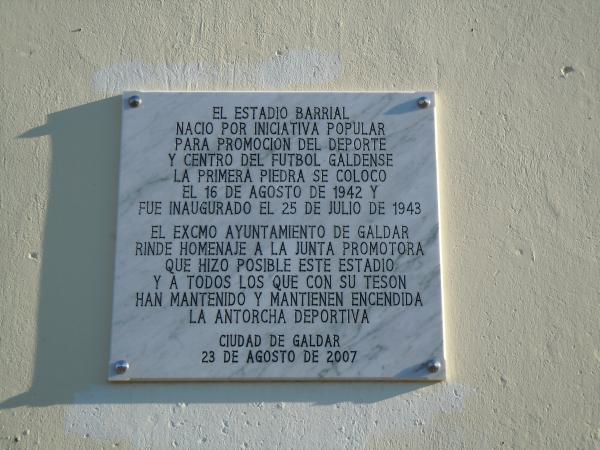 EL ESTADIO BARRIAL
NACIO POR INICIATIVA POPULAR
PARA PROMOCION DEL DEPORTE
Y CENTRO DEL FUTBOL GALDENSE
LA PRIMERA PIEDRA SE COLOCO
EL 16 DE AGOSTO DE 1942 Y
FUE INAUGURADO EL 25 DE JULIO DE 1943
EL EXCMO AYUNTAMIENTO DE GALDAR
RINDE HOMENAJE A LA JUNTA PROMOTORA
QUE HIZO POSIBLE ESTE ESTADIO
Y A TODOS LOS QUE CON SU TESON
HAN MANTENIDO Y MANTIENEN ENCENDIDA
LA ANTORCHA DEPORTIVA
CIUDAD DE GALDAR
23 DE AGOSTO DE 2007